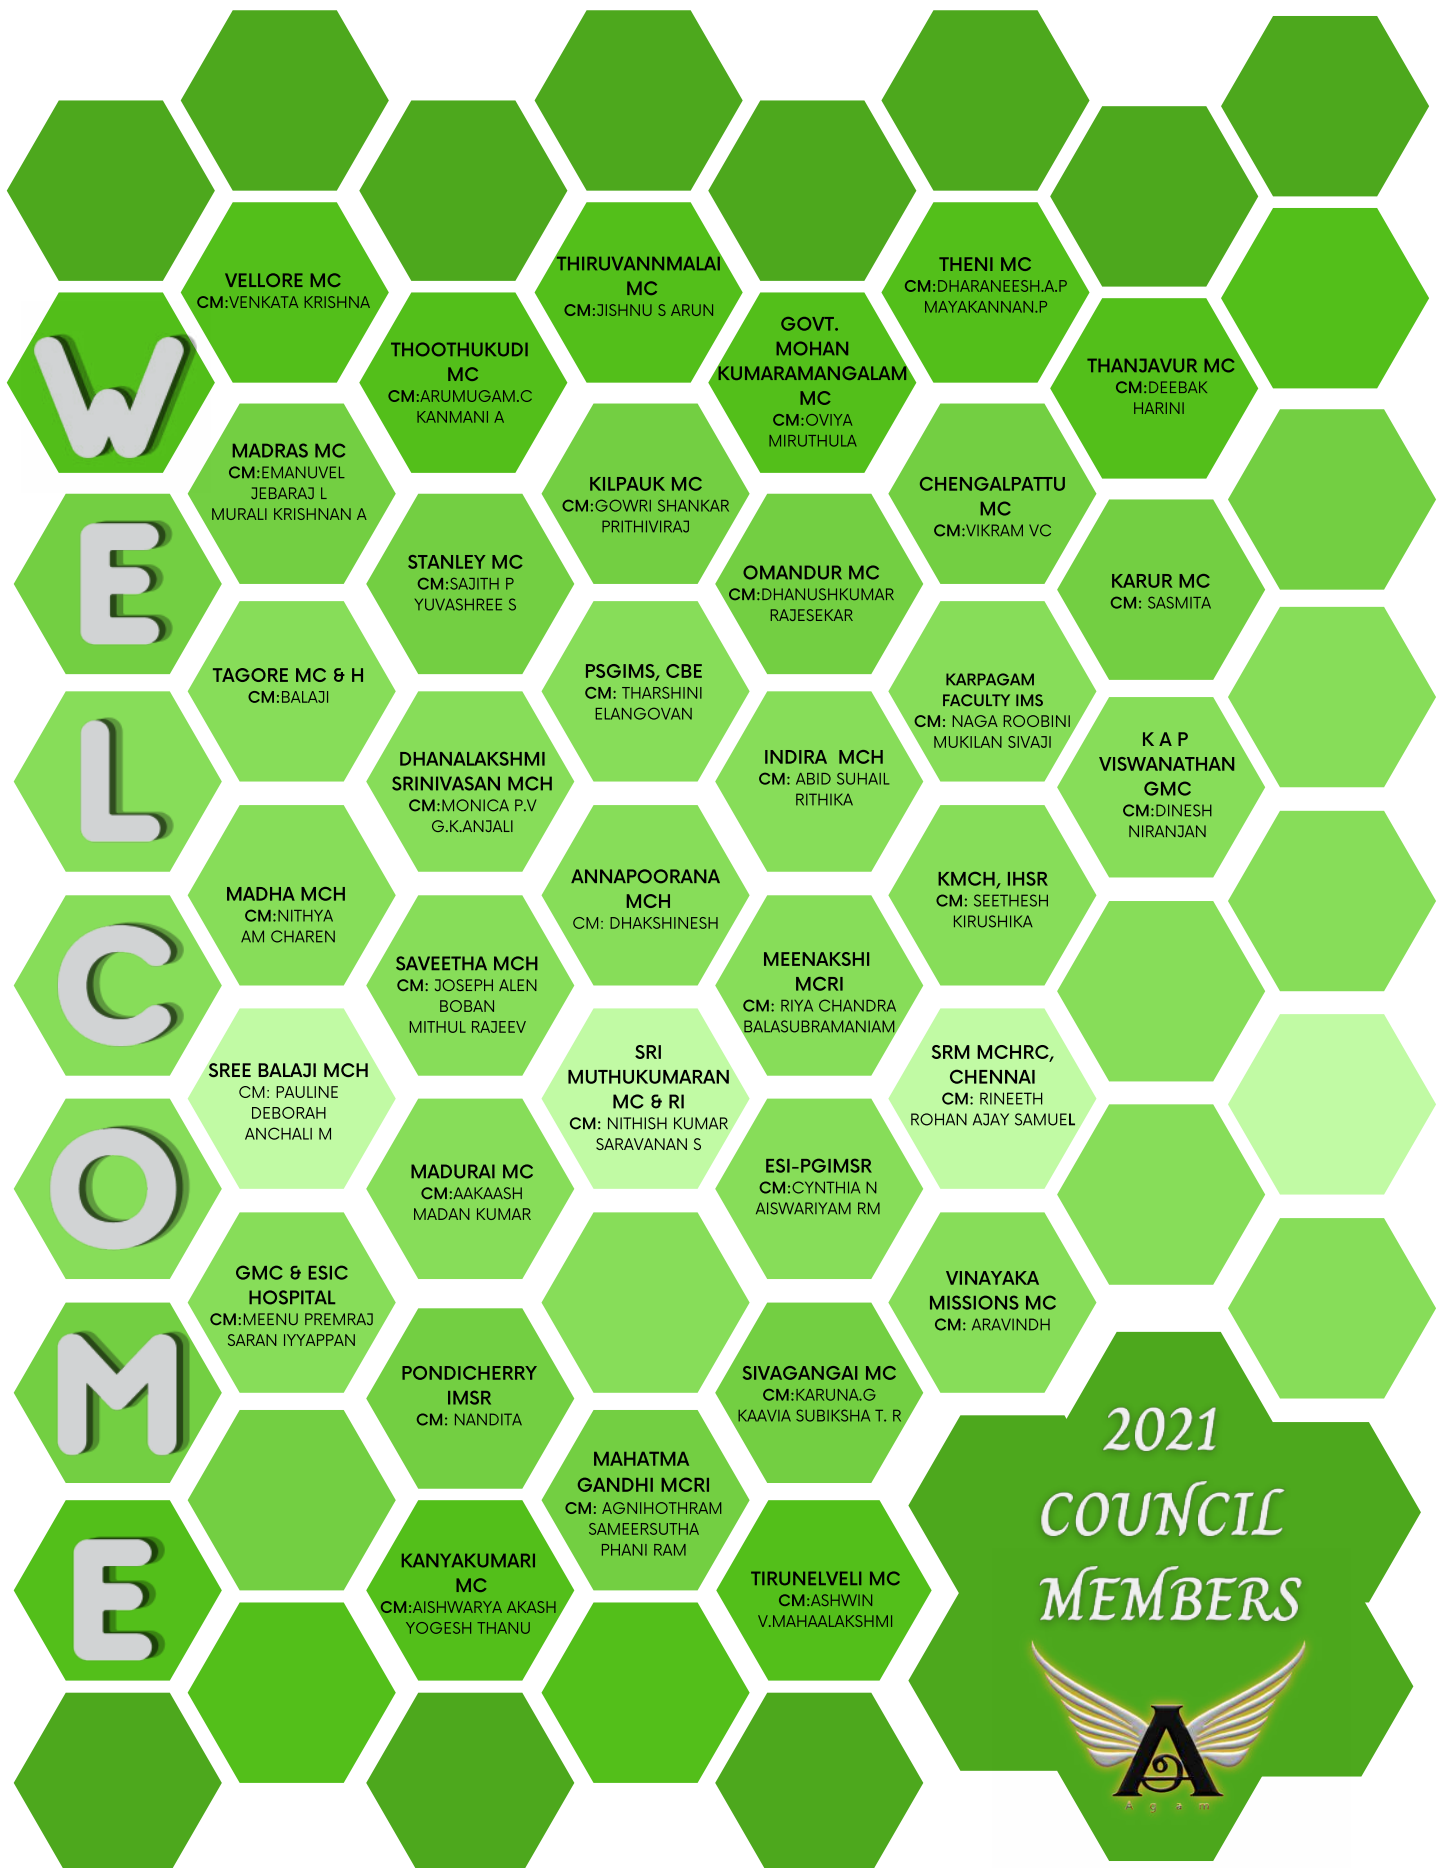 W
E
L
C
O
M
E
VELLORE MC
CM:VENKATA KRISHNA
MADRAS MC
CM:EMANUVEL
JEBARAJ L
MURALI KRISHNAN A
TAGORE MC & H
CM:BALAJI
MADHA MCH
CM:NITHYA
AM CHAREN
SREE BALAJI MCH
CM: PAULINE
DEBORAH
ANCHALI M
GMC & ESIC
HOSPITAL
CM:MEENU PREMRAJ
SARAN IYYAPPAN
THOOTHUKUDI
MC
CM:ARUMUGAM.C
KANMANI A
STANLEY MC
CM:SAJITH P
YUVASHREE S
DHANALAKSHMI
SRINIVASAN MCH
CM:MONICA P.V
G.K.ANJALI
SAVEETHA MCH
CM: JOSEPH ALEN
BOBAN
MITHUL RAJEEV
MADURAI MC
CM:AAKAASH
MADAN KUMAR
PONDICHERRY
IMSR
CM: NANDITA
KANYAKUMARI
MC
CM:AISHWARYA AKASH
YOGESH THANU
THIRUVANNMALAI
MC
CM:JISHNU S ARUN
KILPAUK MC
CM:GOWRI SHANKAR
PRITHIVIRAJ
PSGIMS, CBE
CM: THARSHINI
ELANGOVAN
ANNAPOORANA
MCH
CM: DHAKSHINESH
SRI
MUTHUKUMARAN
MC & RI
CM: NITHISH KUMAR
SARAVANAN S
MAHATMA
GANDHI MCRI
CM: AGNIHOTHRAM
SAMEERSUTHA
PHANI RAM
GOVT.
MOHAN
KUMARAMANGALAM
MC
CM:OVIYA
MIRUTHULA
OMANDUR MC
CM:DHANUSHKUMAR
RAJESEKAR
INDIRA MCH
CM: ABID SUHAIL
RITHIKA
MEENAKSHI
MCRI
CM: RIYA CHANDRA
BALASUBRAMANIAM
ESI-PGIMSR
CM:CYNTHIA N
AISWARIYAM RM
SIVAGANGAI MC
CM:KARUNA.G
KAAVIA SUBIKSHA T. R
TIRUNELVELI MC
CM:ASHWIN
V.MAHAALAKSHMI
THENI MC
CM:DHARANEESH.A.P
MAYAKANNAN.P
CHENGALPATTU
MC
CM:VIKRAM VC
KARPAGAM
FACULTY IMS
CM: NAGA ROOBINI
MUKILAN SIVAJI
KMCH, IHSR
CM: SEETHESH
KIRUSHIKA
SRM MCHRC,
CHENNAI
CM: RINEETH
ROHAN AJAY SAMUEL
VINAYAKA
MISSIONS MC
CM: ARAVINDH
THANJAVUR MC
CM:DEEBAK
HARINI
KARUR MC
CM: SASMITA
K A P
VISWANATHAN
GMC
CM:DINESH
NIRANJAN
2021
COUNCIL
MEMBERS
A
Agam